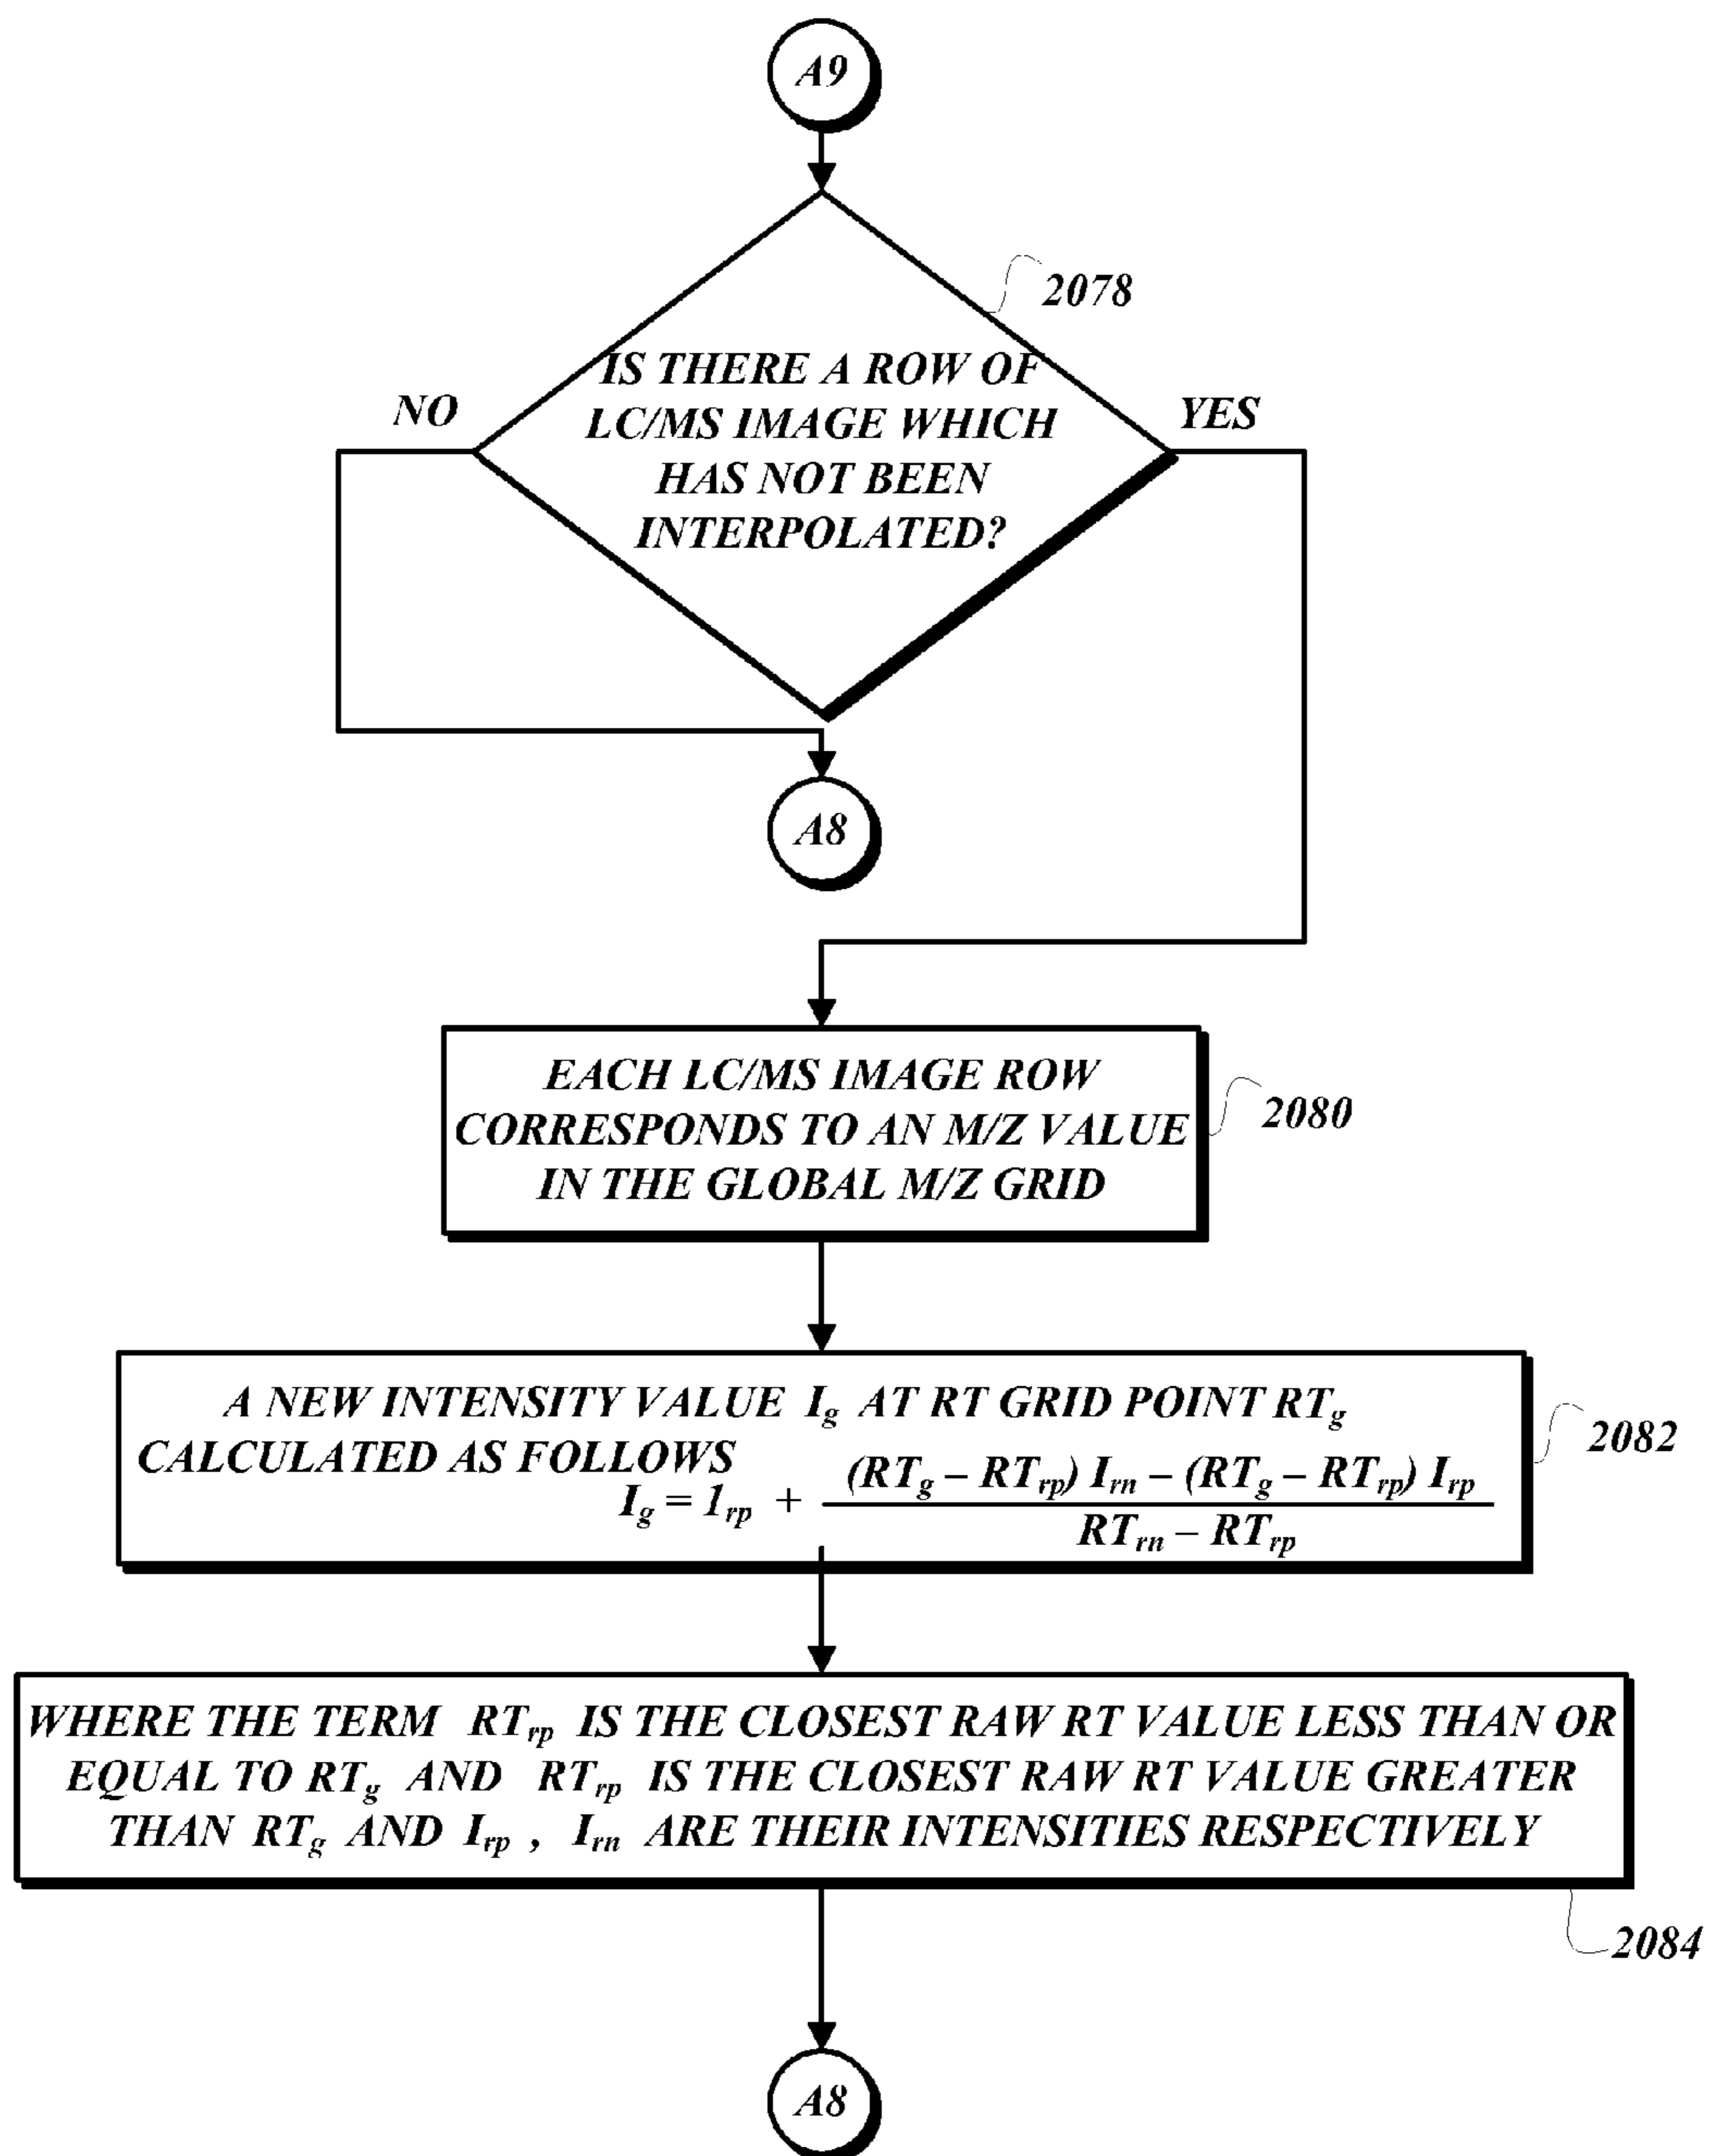 A9
2078
IS THERE A ROW OF
LC/MS IMAGE WHICH
HAS NOT BEEN
INTERPOLATED?
NO
YES
A8
EACH LC/MS IMAGE ROW
CORRESPONDS TO AN M/Z VALUE
IN THE GLOBAL M/Z GRID
2080
A NEW INTENSITY VALUE I_g AT RT GRID POINT RT_g
CALCULATED AS FOLLOWS
I_g = 1_rp + (RT_g – RT_rp) I_rn – (RT_g – RT_rp) I_rp
RT_rn – RT_rp
2082
WHERE THE TERM RT_rp IS THE CLOSEST RAW RT VALUE LESS THAN OR
EQUAL TO RT_g AND RT_rp IS THE CLOSEST RAW RT VALUE GREATER
THAN RT_g AND I_rp , I_rn ARE THEIR INTENSITIES RESPECTIVELY
2084
A8